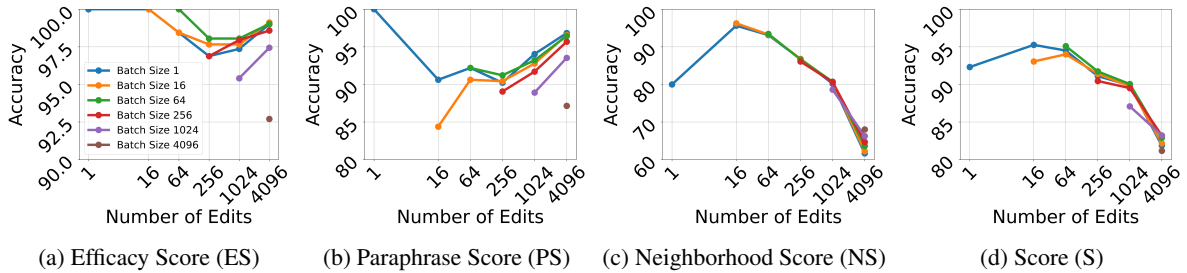 Accuracy
100.0
97.5
95.0
92.5
90.0
Batch Size 1
Batch Size 16
Batch Size 64
Batch Size 256
Batch Size 1024
Batch Size 4096
1
16
64
256
1024
4096
Number of Edits
(a) Efficacy Score (ES)
Accuracy
100
95
90
85
80
1
16
64
256
1024
4096
Number of Edits
(b) Paraphrase Score (PS)
Accuracy
100
90
80
70
60
1
16
64
256
1024
4096
Number of Edits
(c) Neighborhood Score (NS)
Accuracy
100
95
90
85
80
1
16
64
256
1024
4096
Number of Edits
(d) Score (S)